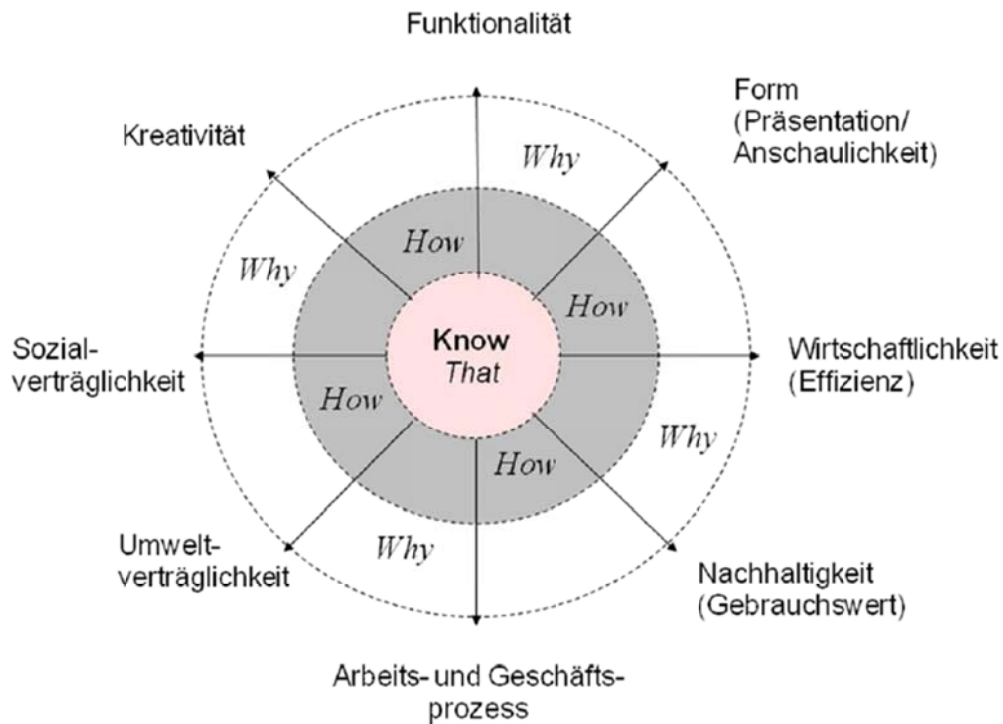 Funktionalität
Form
(Präsentation/
Anschaulichkeit)
Kreativität
Why
How
Why
How
Know
That
Sozial-
verträglichkeit
Wirtschaftlichkeit
(Effizienz)
How
Why
How
Why
Umwelt-
verträglichkeit
Nachhaltigkeit
(Gebrauchswert)
Arbeits- und Geschäfts-
prozess